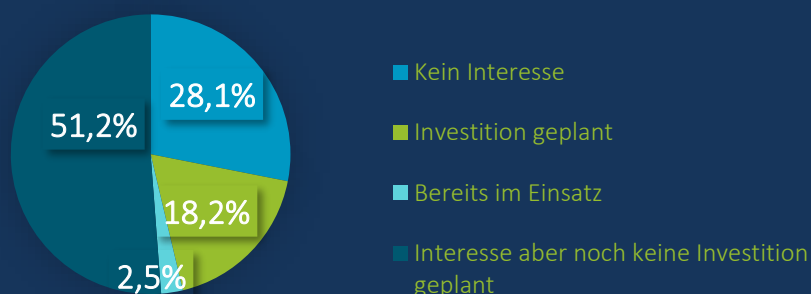 28,1%
51,2%
18,2%
2,5%
Kein Interesse
Investition geplant
Bereits im Einsatz
Interesse aber noch keine Investition
geplant